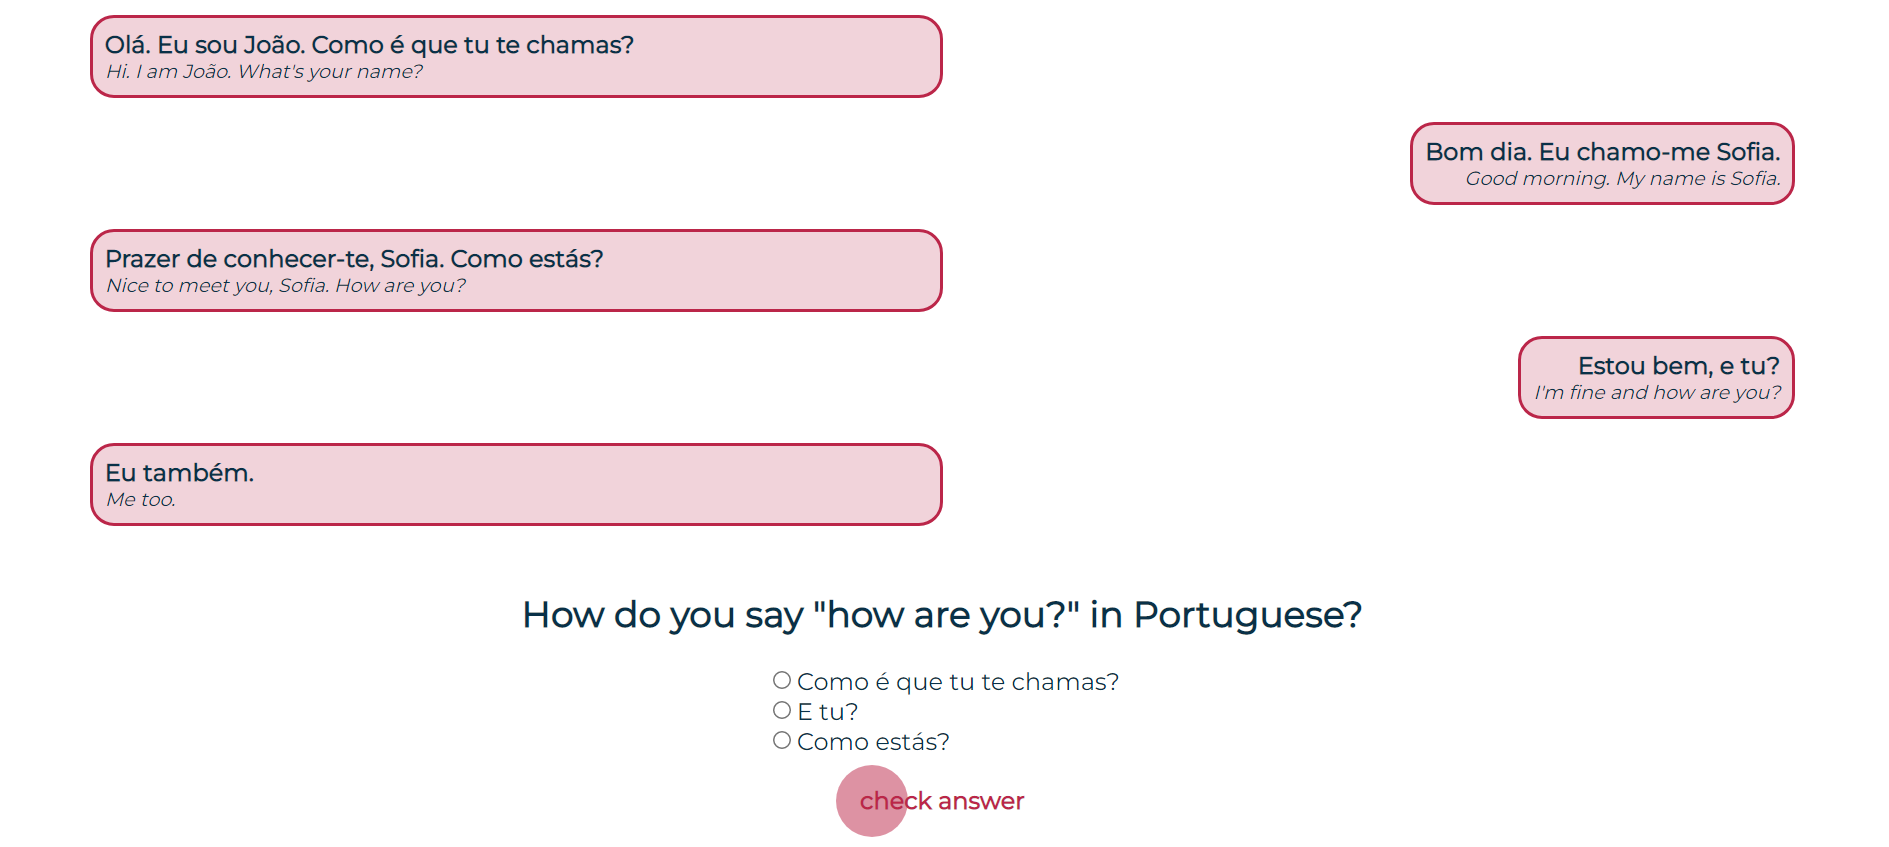 Olá. Eu sou João. Como é que tu te chamas?
Hi. I am João. What's your name?
Bom dia. Eu chamo-me Sofia.
Good morning. My name is Sofia.
Prazer de conhecer-te, Sofia. Como estás?
Nice to meet you, Sofia. How are you?
Estou bem, e tu?
I'm fine and how are you?
Eu também.
Me too.
How do you say "how are you?" in Portuguese?
Como é que tu te chamas?
E tu?
Como estás?
check answer